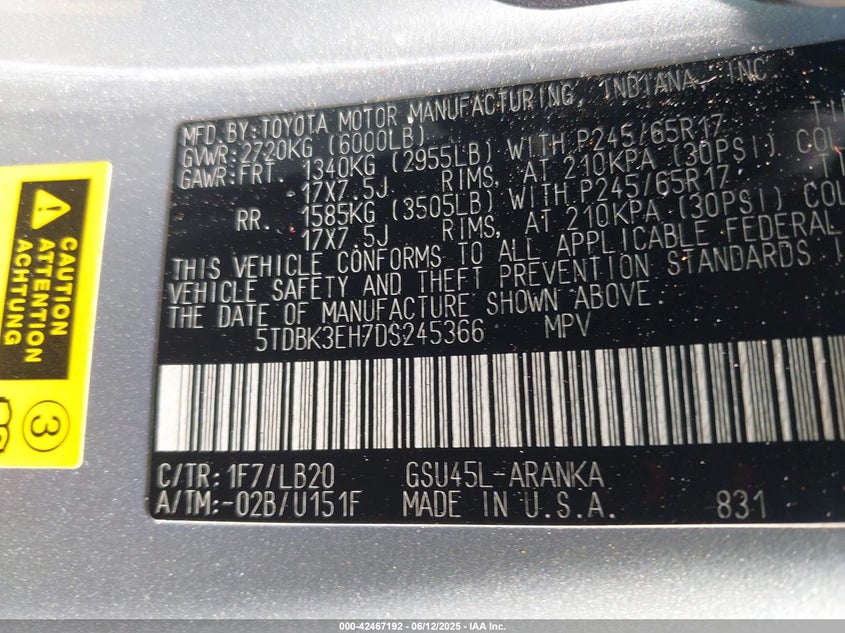 MFD. BY: TOYOTA MOTOR MANUFACTURING, INDIANA, INC.
GVWR: 2720KG (6000LB)
GAWR: FRT. 1340KG (2955LB) WITH P245/65R17
17X7.5J RIMS, AT 210KPA (30PSI) COL
RR. 1585KG (3505LB) WITH P245/65R17
17X7.5J RIMS, AT 210KPA (30PSI) COL
THIS VEHICLE CONFORMS TO ALL APPLICABLE FEDERAL
VEHICLE SAFETY AND THEFT PREVENTION STANDARDS
THE DATE OF MANUFACTURE SHOWN ABOVE.
5TDBK3EH7DS245366 MPV
C/TR: 1F7/LB20 GSU45L-ARANKA
A/TM: -02B/U151F MADE IN U.S.A. 831
CAUTION
ATTENTION
ACHTUNG
3
000-42467192 - 06/12/2025 - IAA Inc.